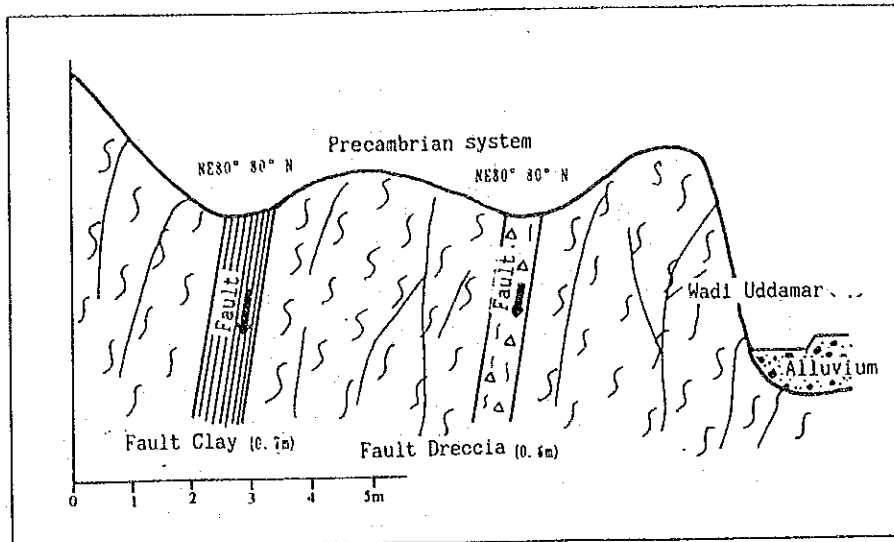 Precambrian system
NE80° 80° N
NE80° 80° N
Fault
Fault
Wadi Uddamar
Alluvium
Fault Clay (0.7m)
Fault Dreccia (0.6m)
0 1 2 3 4 5m